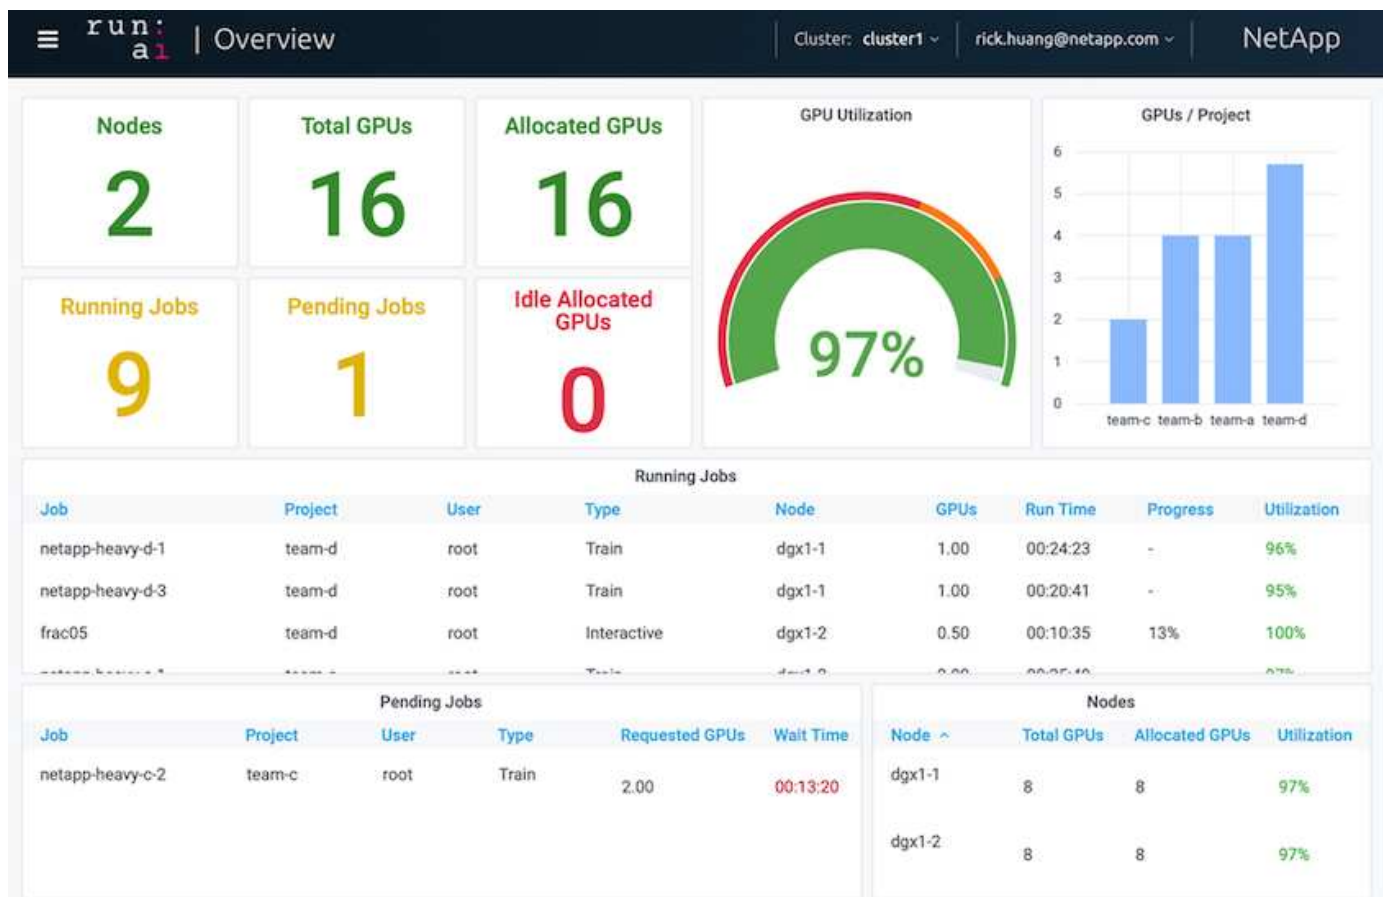 run: ai | Overview Cluster: cluster1 rick.huang@netapp.com NetApp
Nodes
2
Total GPUs
16
Allocated GPUs
16
Running Jobs
9
Pending Jobs
1
Idle Allocated
GPUs
0
GPU Utilization
97%
GPUs / Project
6
5
4
3
2
1
0
team-c team-b team-a team-d
Running Jobs
Job Project User Type Node GPUs Run Time Progress Utilization
netapp-heavy-d-1 team-d root Train dgx1-1 1.00 00:24:23 - 96%
netapp-heavy-d-3 team-d root Train dgx1-1 1.00 00:20:41 - 95%
frac05 team-d root Interactive dgx1-2 0.50 00:10:35 13% 100%
Pending Jobs
Job Project User Type Requested GPUs Wait Time
netapp-heavy-c-2 team-c root Train 2.00 00:13:20
Nodes
Node Total GPUs Allocated GPUs Utilization
dgx1-1 8 8 97%
dgx1-2 8 8 97%